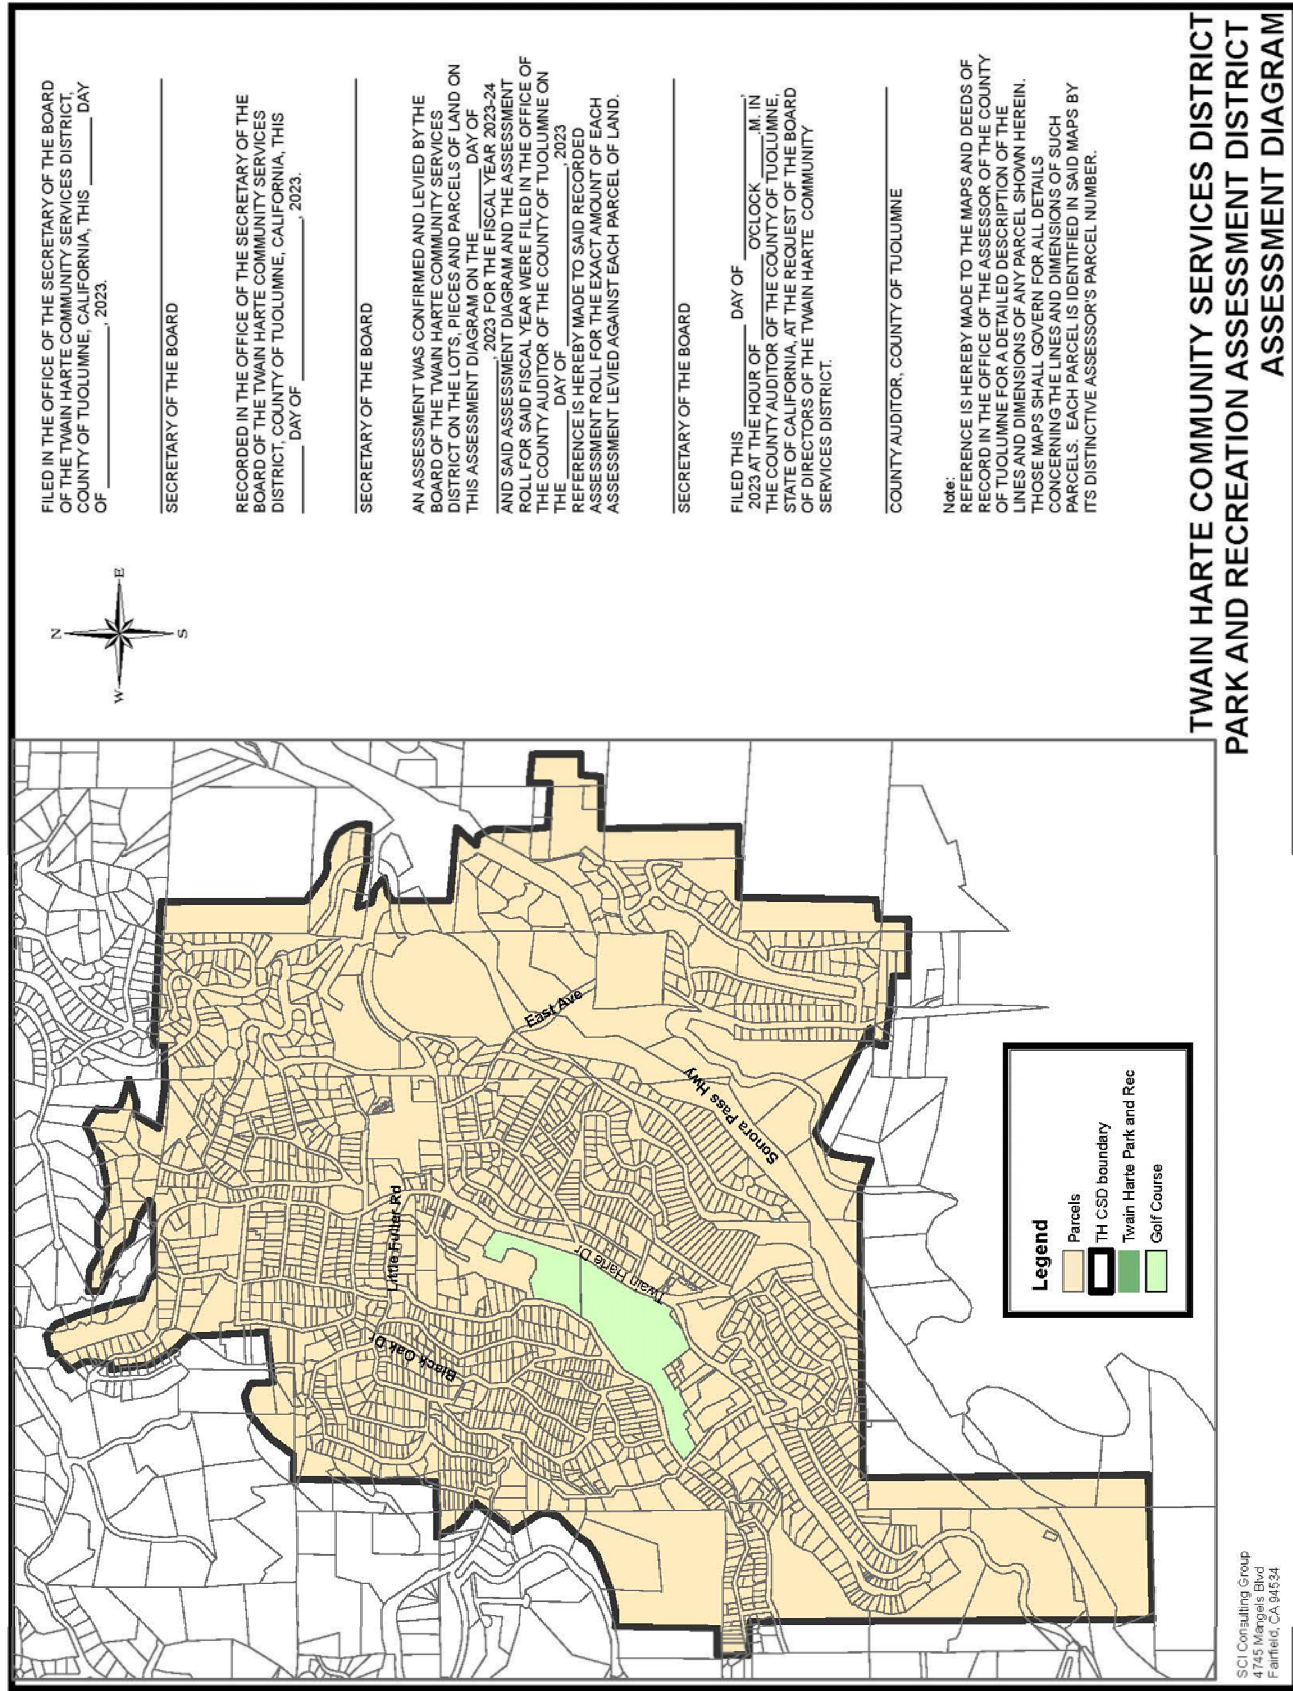 FILED IN THE OFFICE OF THE SECRETARY OF THE BOARD
OF THE TWAIN HARTE COMMUNITY SERVICES DISTRICT,
COUNTY OF TUOLUMNE, CALIFORNIA, THIS ______ DAY
OF ____________, 2023.
SECRETARY OF THE BOARD
RECORDED IN THE OFFICE OF THE SECRETARY OF THE
BOARD OF THE TWAIN HARTE COMMUNITY SERVICES
DISTRICT, COUNTY OF TUOLUMNE, CALIFORNIA, THIS
______ DAY OF ____________, 2023.
SECRETARY OF THE BOARD
AN ASSESSMENT WAS CONFIRMED AND LEVIED BY THE
BOARD OF THE TWAIN HARTE COMMUNITY SERVICES
DISTRICT ON THE LOTS, PIECES AND PARCELS OF LAND ON
THIS ASSESSMENT DIAGRAM ON THE ______ DAY OF
____________, 2023 FOR THE FISCAL YEAR 2023-24
AND SAID ASSESSMENT DIAGRAM AND THE ASSESSMENT
ROLL FOR SAID FISCAL YEAR WERE FILED IN THE OFFICE OF
THE COUNTY AUDITOR OF THE COUNTY OF TUOLUMNE ON
THE ______ DAY OF ____________, 2023
REFERENCE IS HEREBY MADE TO SAID RECORDED
ASSESSMENT ROLL FOR THE EXACT AMOUNT OF EACH
ASSESSMENT LEVIED AGAINST EACH PARCEL OF LAND.
SECRETARY OF THE BOARD
FILED THIS ______ DAY OF ____________,
2023 AT THE HOUR OF ______ O'CLOCK ____.M. IN
THE COUNTY AUDITOR OF THE COUNTY OF TUOLUMNE,
STATE OF CALIFORNIA, AT THE REQUEST OF THE BOARD
OF DIRECTORS OF THE TWAIN HARTE COMMUNITY
SERVICES DISTRICT.
COUNTY AUDITOR, COUNTY OF TUOLUMNE
Note:
REFERENCE IS HEREBY MADE TO THE MAPS AND DEEDS OF
RECORD IN THE OFFICE OF THE ASSESSOR OF THE COUNTY
OF TUOLUMNE FOR A DETAILED DESCRIPTION OF THE
LINES AND DIMENSIONS OF ANY PARCEL SHOWN HEREIN.
THOSE MAPS SHALL GOVERN FOR ALL DETAILS
CONCERNING THE LINES AND DIMENSIONS OF SUCH
PARCELS. EACH PARCEL IS IDENTIFIED IN SAID MAPS BY
ITS DISTINCTIVE ASSESSOR'S PARCEL NUMBER.
TWAIN HARTE COMMUNITY SERVICES DISTRICT
PARK AND RECREATION ASSESSMENT DISTRICT
ASSESSMENT DIAGRAM
N
W
E
S
Little Fuller Rd
Black Oak Dr
East Ave
Twain Harte Dr
Sonora Pass Hwy
Legend
Parcels
TH CSD boundary
Twain Harte Park and Rec
Golf Course
SCI Consulting Group
4745 Mangels Blvd
Fairfield, CA 94534